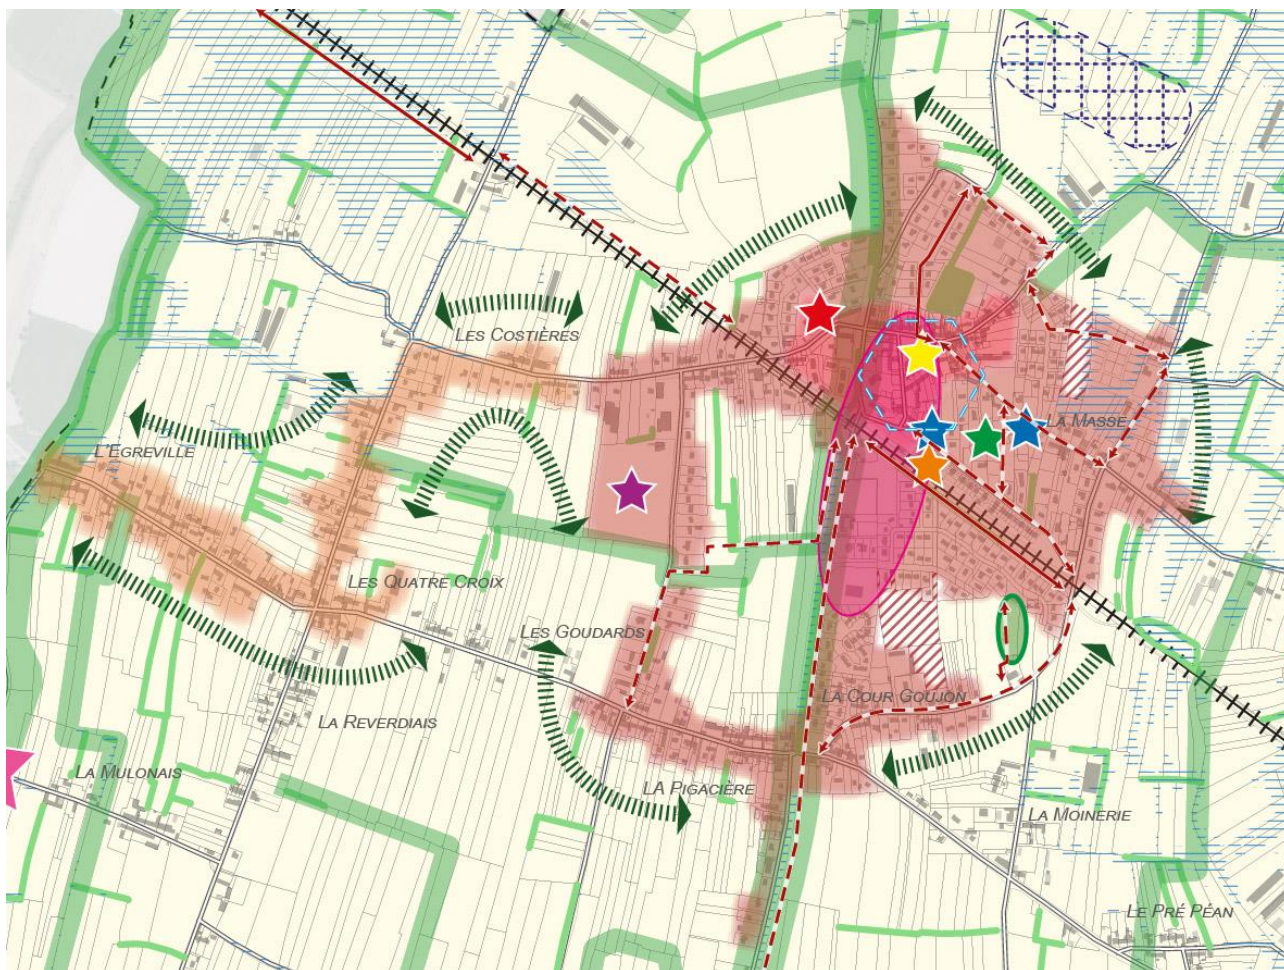 LES COSTIÈRES
L'EGREVILLE
LA MASSE
LES QUATRE CROIX
LES GOUDARDS
LA COUR GOUJON
LA REVERDIAIS
LA MULONAIS
LA PIGACIÈRE
LA MOINERIE
LE PRÉ PÉAN